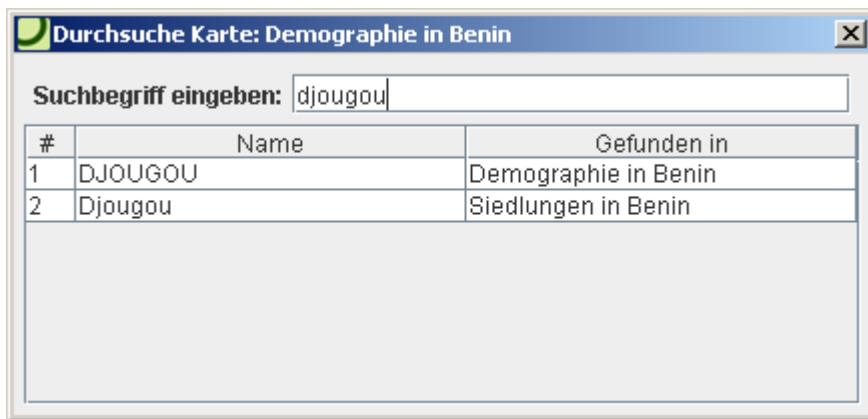 Durchsuche Karte: Demographie in Benin
Suchbegriff eingeben: djougou
# Name Gefunden in
1 DJOUGOU Demographie in Benin
2 Djougou Siedlungen in Benin